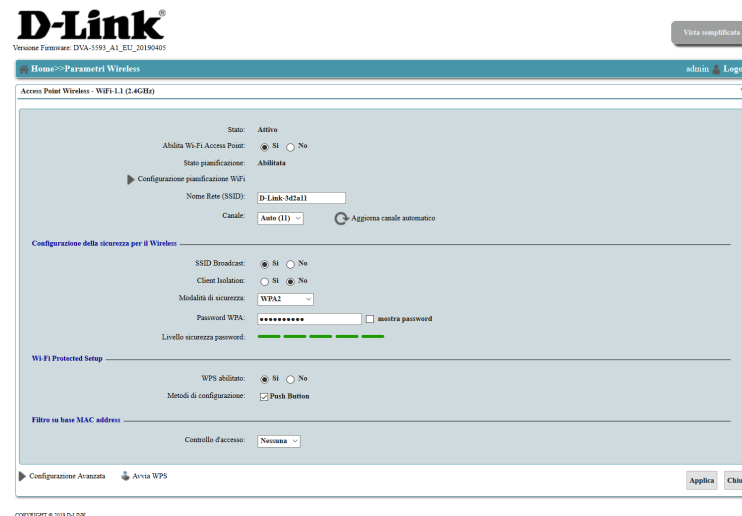 D-Link®
Versione Firmware: DVA-5593_A1_EU_20190405
Vista semplificata
Home>>Parametri Wireless
admin
Access Point Wireless - WiFi-1.1 (2.4GHz)
Stato: Attivo
Abilita Wi-Fi Access Point: Si No
Stato pianificazione: Abilitata
Configurazione pianificazione WiFi
Nome Rete (SSID): D-Link-3d2a11
Canale: Auto (11) Aggiorna canale automatico
Configurazione della sicurezza per il Wireless
SSID Broadcast: Si No
Client Isolation: Si No
Modalità di sicurezza: WPA2
Password WPA: •••••••••• mostra password
Livello sicurezza password:
Wi-Fi Protected Setup
WPS abilitato: Si No
Metodi di configurazione: Push Button
Filtro su base MAC address
Controllo d'accesso: Nessuna
Configurazione Avanzata Avvia WPS
Applica
COPYRIGHT © 2019 D-LINK